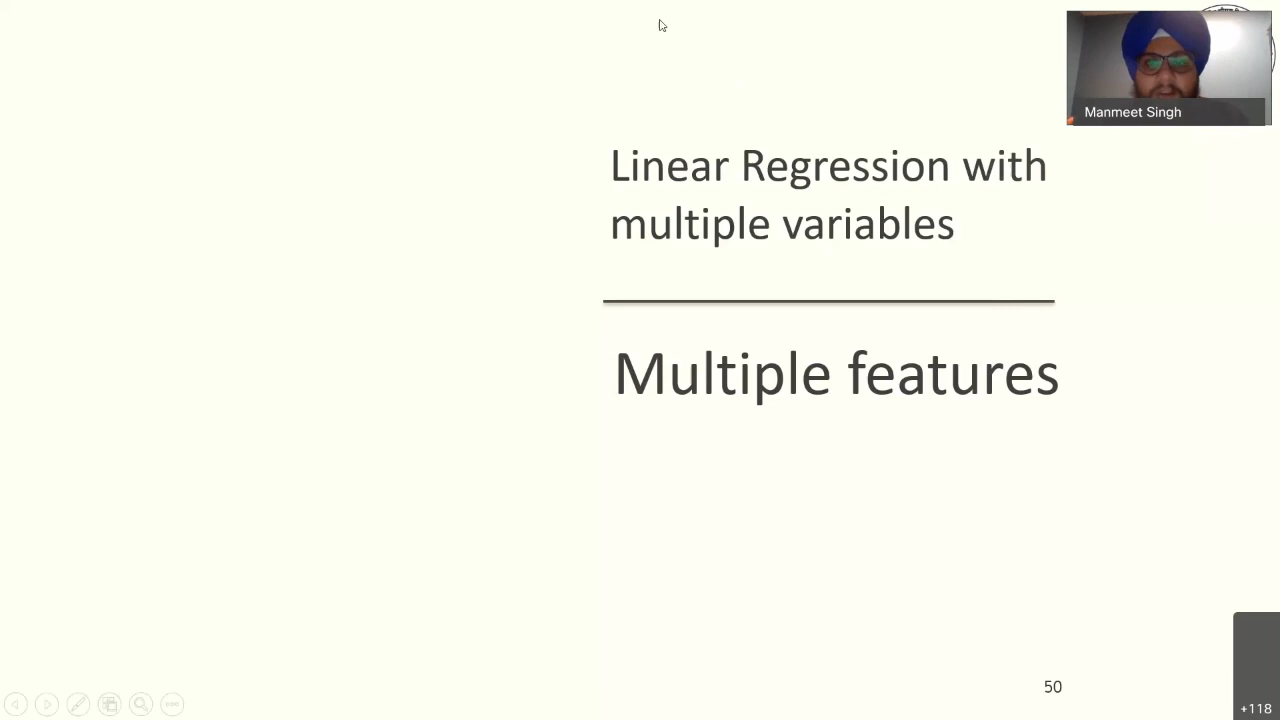 Manmeet Singh
Linear Regression with
multiple variables
Multiple features
50
+118